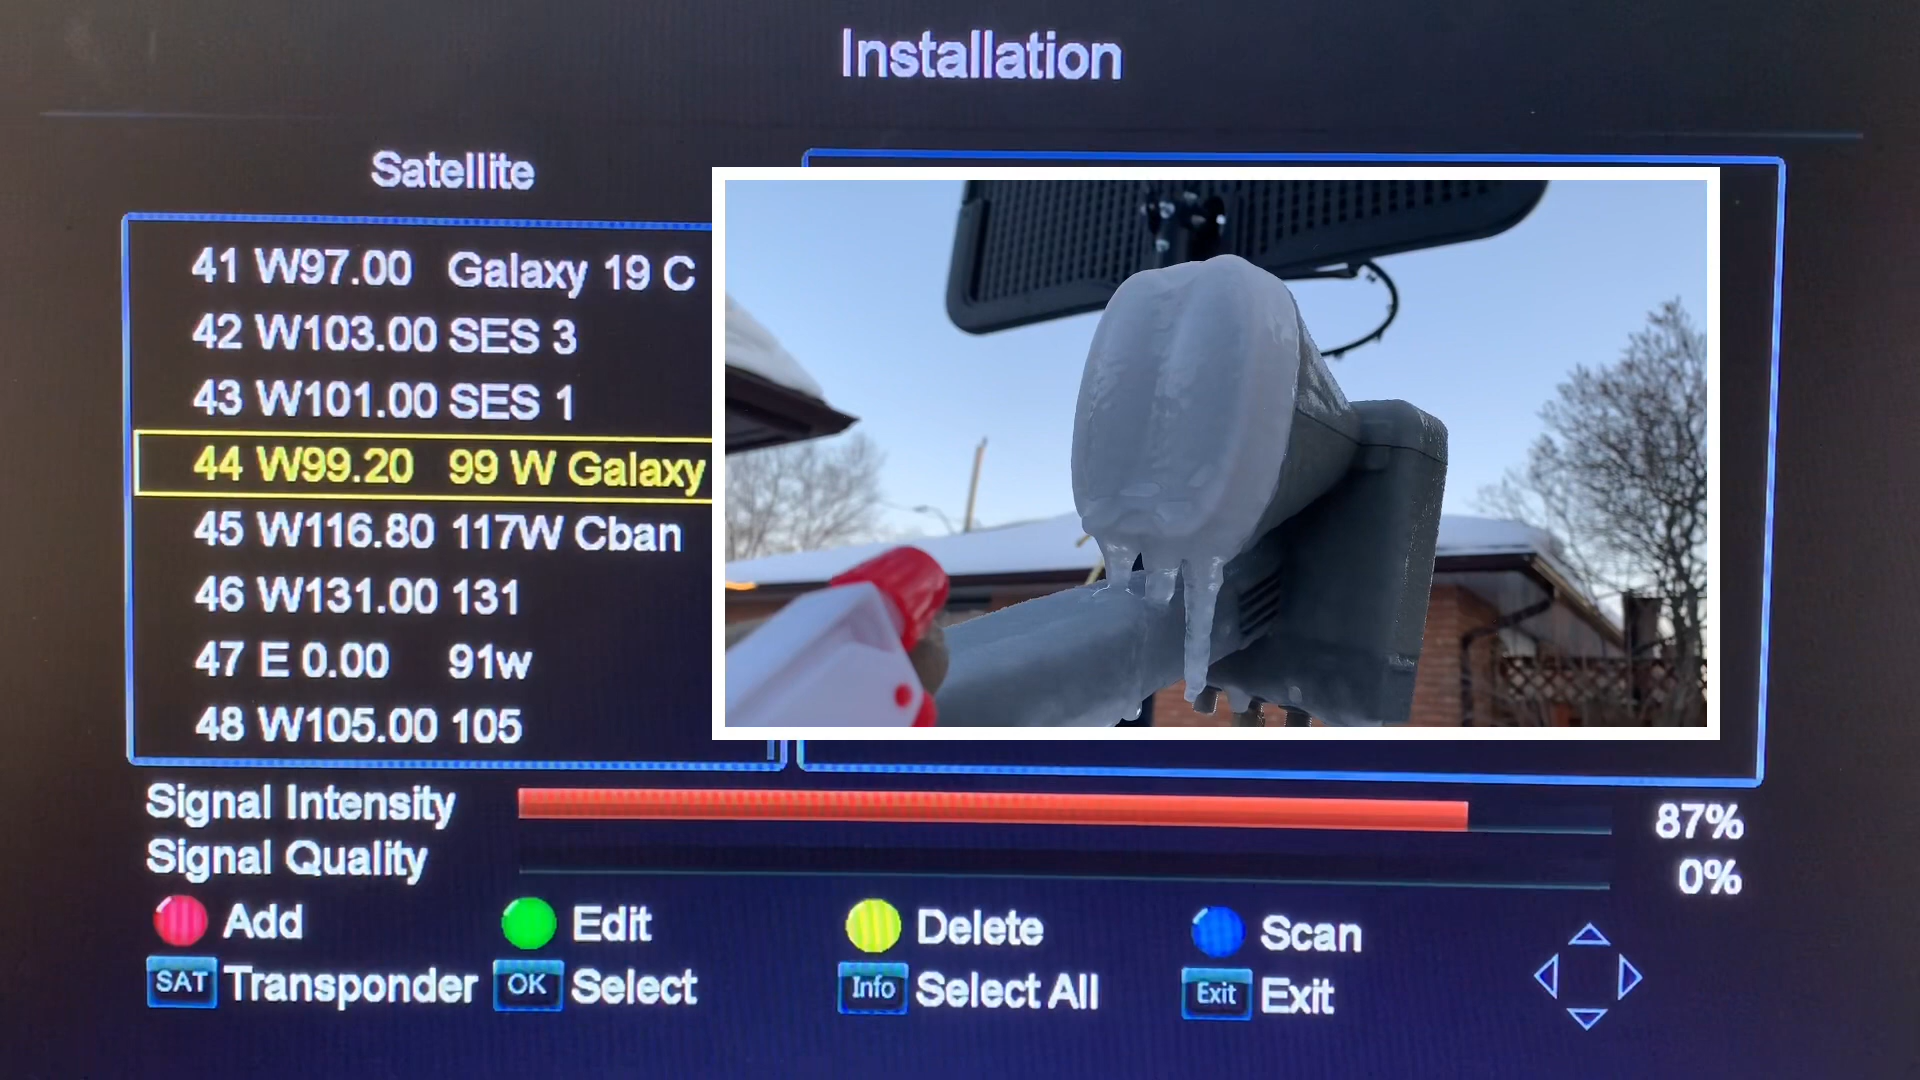 Installation
Satellite
41 W97.00 Galaxy 19 C
42 W103.00 SES 3
43 W101.00 SES 1
44 W99.20 99 W Galaxy
45 W116.80 117W Cban
46 W131.00 131
47 E 0.00 91w
48 W105.00 105
Signal Intensity 87%
Signal Quality 0%
Add Edit Delete Scan
SAT Transponder OK Select Info Select All Exit Exit